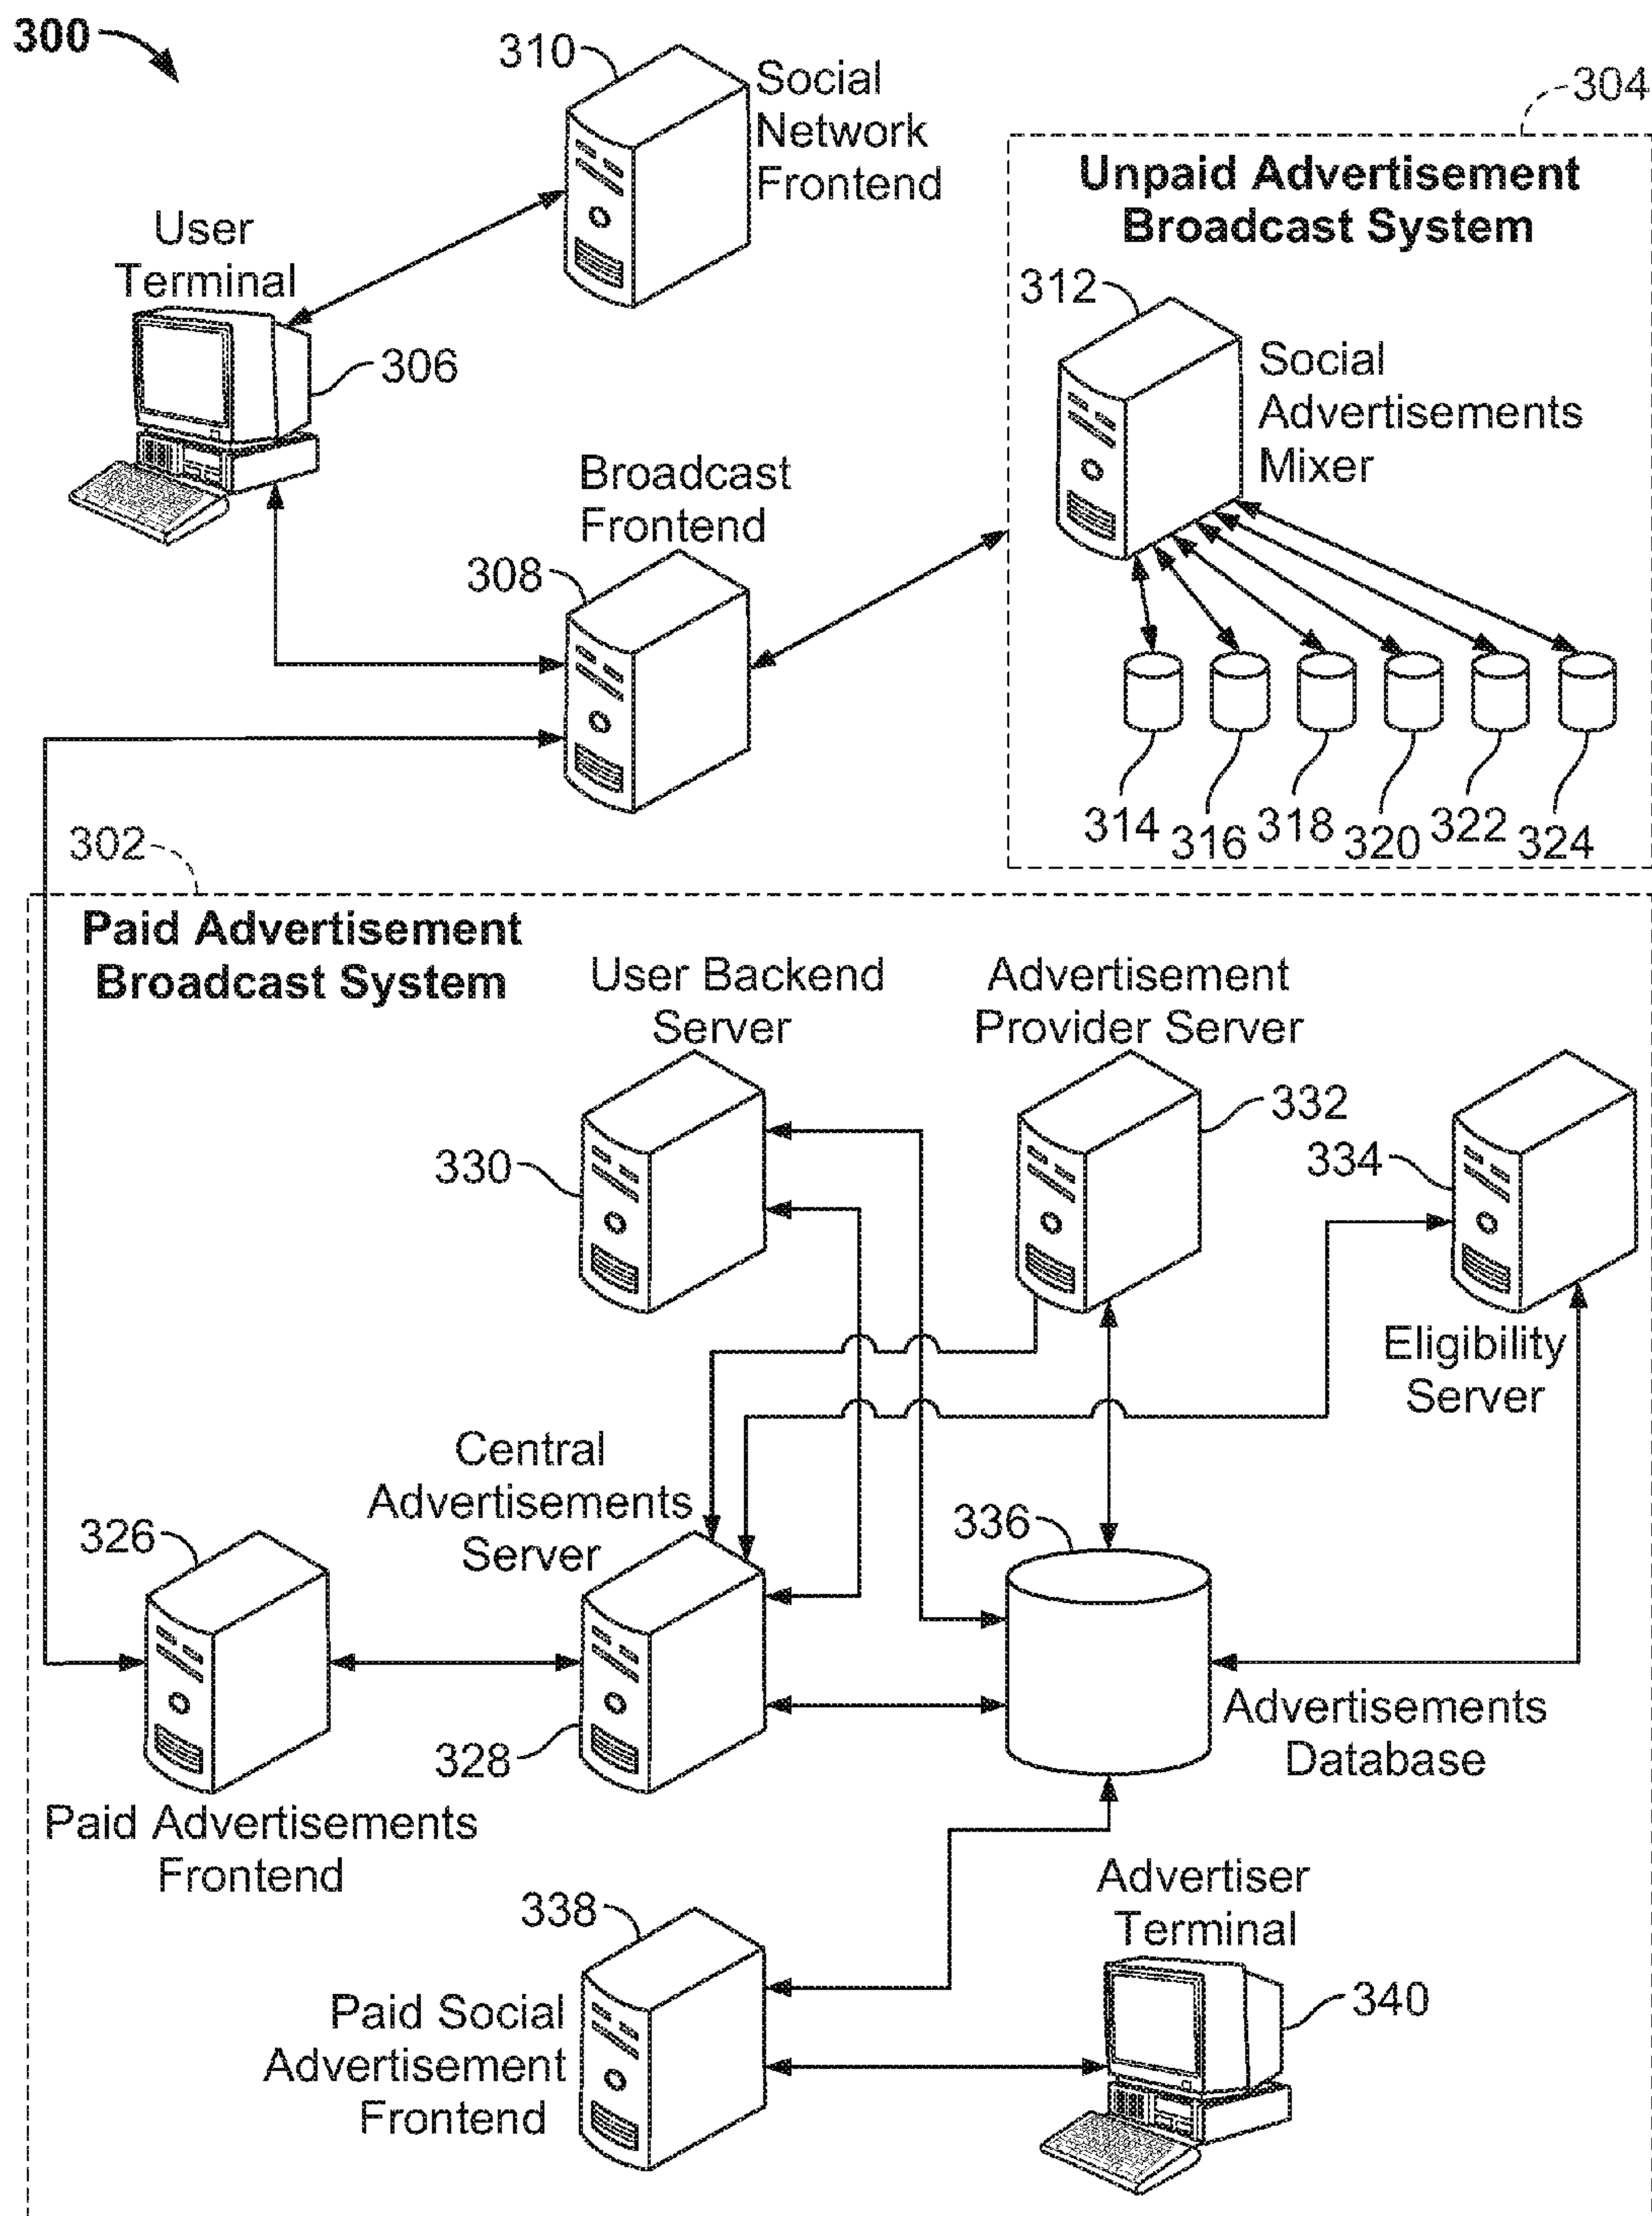 300
310
Social
Network
Frontend
304
Unpaid Advertisement
Broadcast System
User
Terminal
306
312
Social
Advertisements
Mixer
Broadcast
Frontend
308
314 316 318 320 322 324
302
Paid Advertisement
Broadcast System
User Backend
Server
330
Advertisement
Provider Server
332
334
Eligibility
Server
Central
Advertisements
Server
326
336
328
Advertisements
Database
Paid Advertisements
Frontend
338
Advertiser
Terminal
340
Paid Social
Advertisement
Frontend